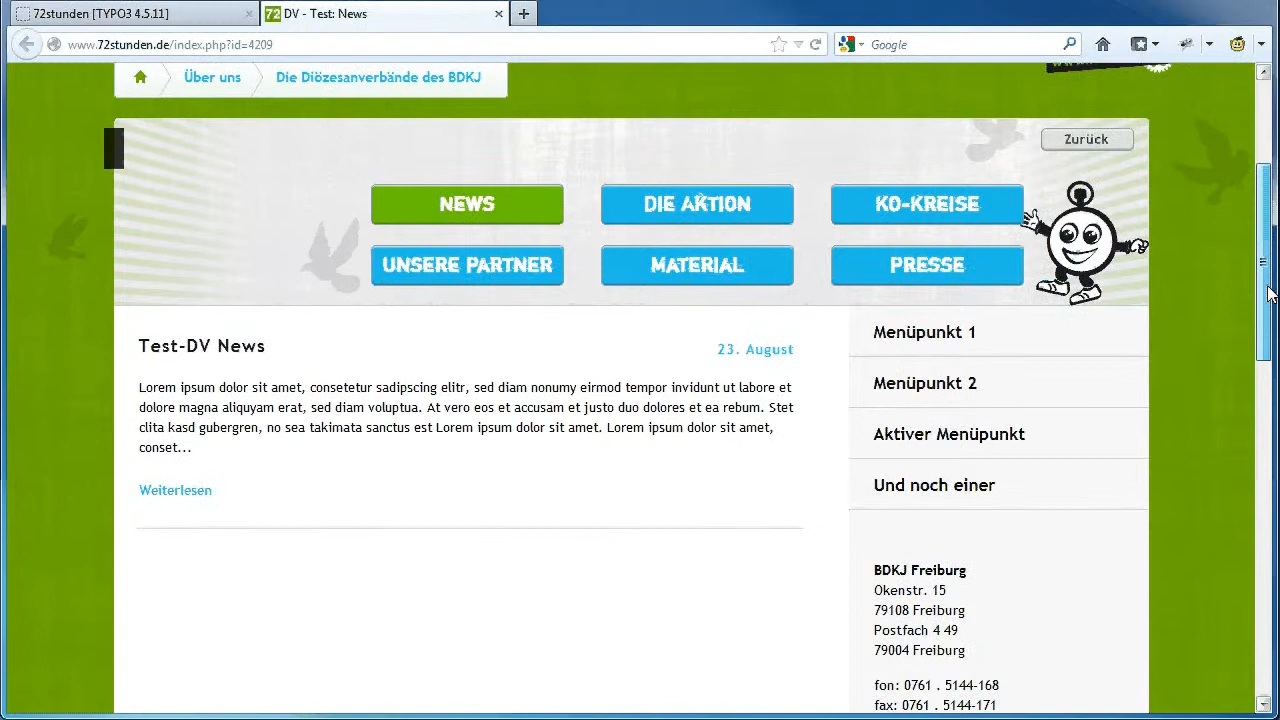 72stunden [TYPO3 4.5.11]
72 DV - Test: News
www.72stunden.de/index.php?id=4209
Google
Über uns
Die Diözesanverbände des BDKJ
Zurück
NEWS
DIE AKTION
KO-KREISE
UNSERE PARTNER
MATERIAL
PRESSE
Test-DV News
23. August
Lorem ipsum dolor sit amet, consetetur sadipscing elitr, sed diam nonumy eirmod tempor invidunt ut labore et
dolore magna aliquyam erat, sed diam voluptua. At vero eos et accusam et justo duo dolores et ea rebum. Stet
clita kasd gubergren, no sea takimata sanctus est Lorem ipsum dolor sit amet. Lorem ipsum dolor sit amet,
conset...
Weiterlesen
Menüpunkt 1
Menüpunkt 2
Aktiver Menüpunkt
Und noch einer
BDKJ Freiburg
Okenstr. 15
79108 Freiburg
Postfach 4 49
79004 Freiburg
fon: 0761 . 5144-168
fax: 0761 . 5144-171